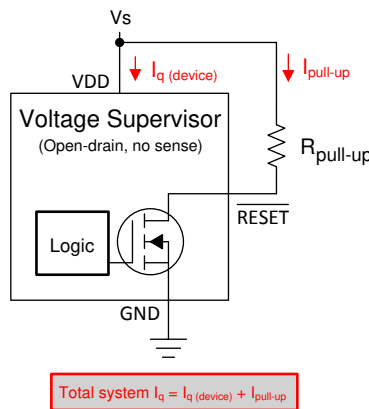 Vs
VDD
Iq (device)
Ipull-up
Voltage Supervisor
(Open-drain, no sense)
Rpull-up
RESET
Logic
GND
Total system Iq = Iq (device) + Ipull-up